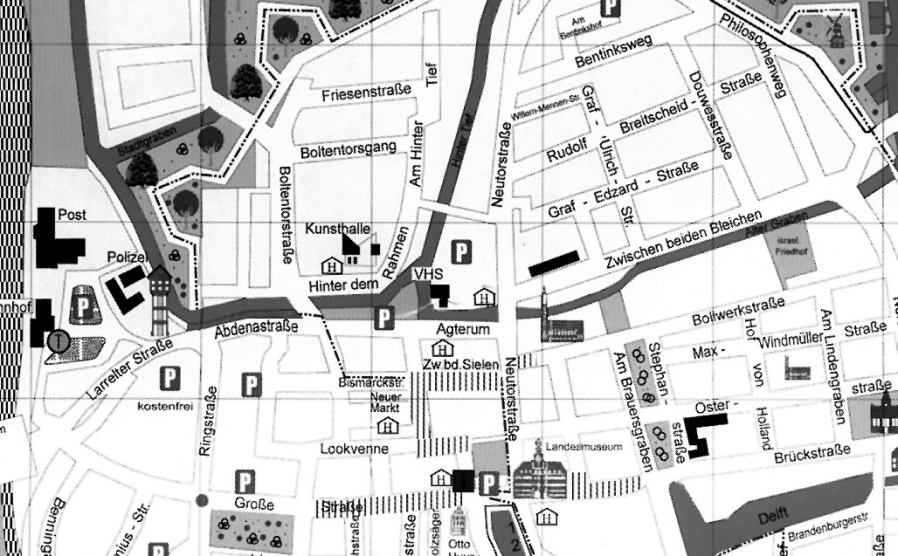 Am
Bentinkshof
P
Philosophenweg
Bentinksweg
Tief
Friesenstraße
Straße
Willem-Mennen-Str.
Graf -
Ulrich -
Str.
Breitscheid -
Douwesstraße
Rudolf
Stadtgraben
Hinter Tief
Neutorstraße
Boltentorsgang
Am Hinter
Boltentorstraße
Graf - Edzard - Straße
Post
Kunsthalle
Rahmen
Zwischen beiden Bleichen
Alter Graben
P
Israel.
Friedhof
Polizei
H
VHS
Hinter dem
H
P
P
Abdenastraße
Agterum
Bollwerkstraße
T
Larrelter Straße
H
Zw bd. Sielen
Neutorstraße
Am Brauersgraben
Stephan -
straße
Max -
Hof
von
Holland
Windmüller
Am Lindengraben
Straße
P
kostenfrei
P
Bismarckstr.
Neuer
Markt
H
straße
Oster -
Ringstraße
Lookvenne
Landesmuseum
Brückstraße
P
H
P
Große
Straße
H
Delft
Brandenburgerstr
straße
Otto
1
2
P